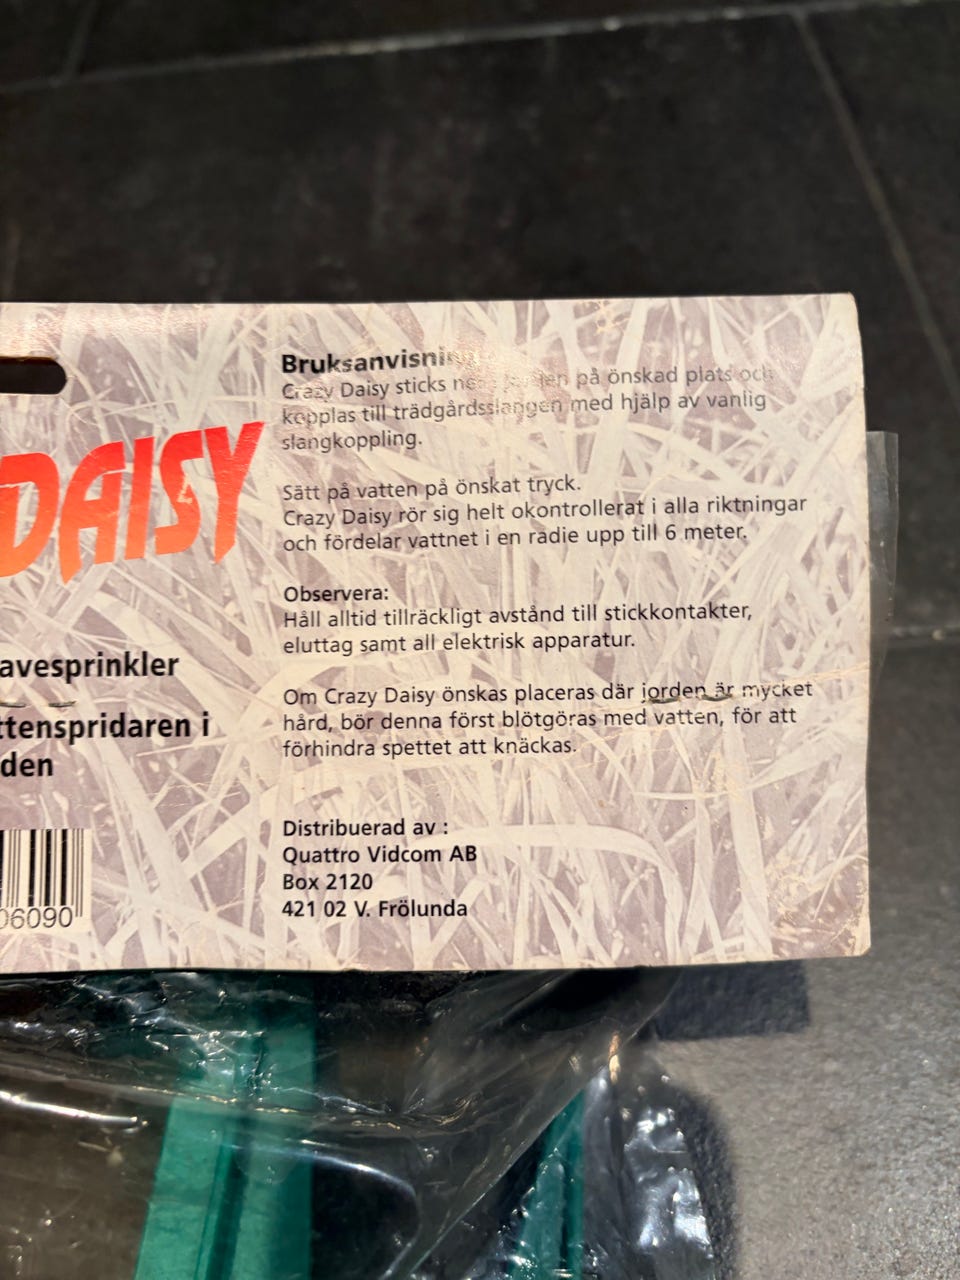 DAISY
avesprinkler
ttenspridaren i
den
06090
Bruksanvisning
Crazy Daisy sticks på önskad plats och
kopplas till trädgårdsslangen med hjälp av vanlig
slangkoppling.
Sätt på vatten på önskat tryck.
Crazy Daisy rör sig helt okontrollerat i alla riktningar
och fördelar vattnet i en radie upp till 6 meter.
Observera:
Håll alltid tillräckligt avstånd till stickkontakter,
eluttag samt all elektrisk apparatur.
Om Crazy Daisy önskas placeras där jorden är mycket
hård, bör denna först blötgöras med vatten, för att
förhindra spettet att knäckas.
Distribuerad av :
Quattro Vidcom AB
Box 2120
421 02 V. Frölunda